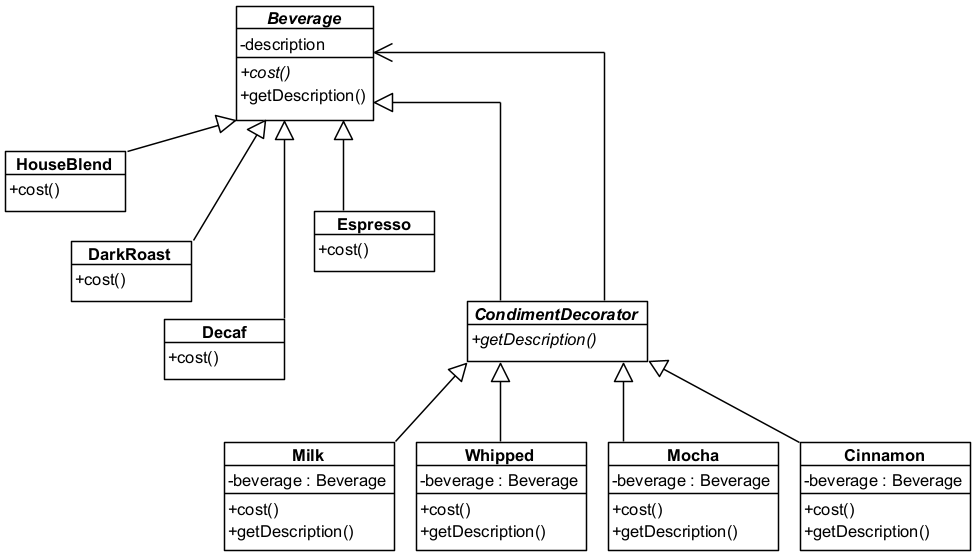 Beverage
-description
+cost()
+getDescription()
HouseBlend
+cost()
DarkRoast
+cost()
Decaf
+cost()
Espresso
+cost()
CondimentDecorator
+getDescription()
Milk
-beverage : Beverage
+cost()
+getDescription()
Whipped
-beverage : Beverage
+cost()
+getDescription()
Mocha
-beverage : Beverage
+cost()
+getDescription()
Cinnamon
-beverage : Beverage
+cost()
+getDescription()